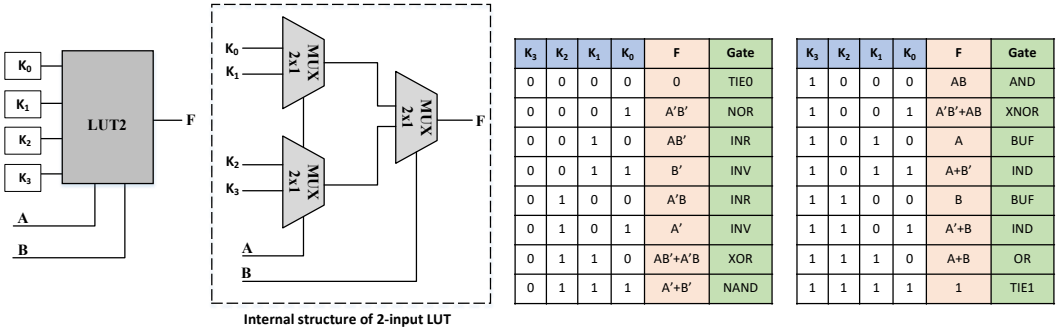 K0
K1
K2
K3
LUT2
F
A
B
K0
K1
MUX
2x1
K2
K3
MUX
2x1
MUX
2x1
F
A
B
Internal structure of 2-input LUT
K3 K2 K1 K0 F Gate
0 0 0 0 0 TIE0
0 0 0 1 A'B' NOR
0 0 1 0 AB' INR
0 0 1 1 B' INV
0 1 0 0 A'B INR
0 1 0 1 A' INV
0 1 1 0 AB'+A'B XOR
0 1 1 1 A'+B' NAND
K3 K2 K1 K0 F Gate
1 0 0 0 AB AND
1 0 0 1 A'B'+AB XNOR
1 0 1 0 A BUF
1 0 1 1 A+B' IND
1 1 0 0 B BUF
1 1 0 1 A'+B IND
1 1 1 0 A+B OR
1 1 1 1 1 TIE1